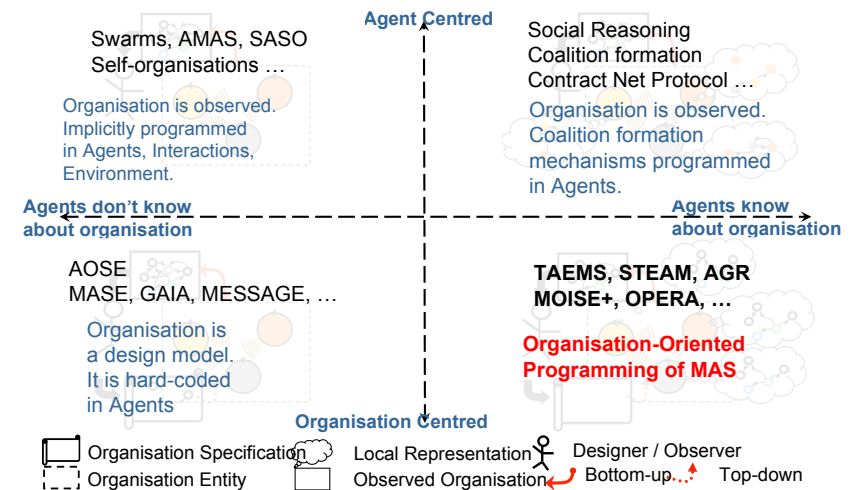 Agent Centred
Swarms, AMAS, SASO
Self-organisations …
Organisation is observed.
Implicitly programmed
in Agents, Interactions,
Environment.
Social Reasoning
Coalition formation
Contract Net Protocol …
Organisation is observed.
Coalition formation
mechanisms programmed
in Agents.
Agents don't know
about organisation
Agents know
about organisation
AOSE
MASE, GAIA, MESSAGE, …
Organisation is
a design model.
It is hard-coded
in Agents
TAEMS, STEAM, AGR
MOISE+, OPERA, …
Organisation-Oriented
Programming of MAS
Organisation Centred
Organisation Specification
Local Representation
Designer / Observer
Organisation Entity
Observed Organisation
Bottom-up
Top-down